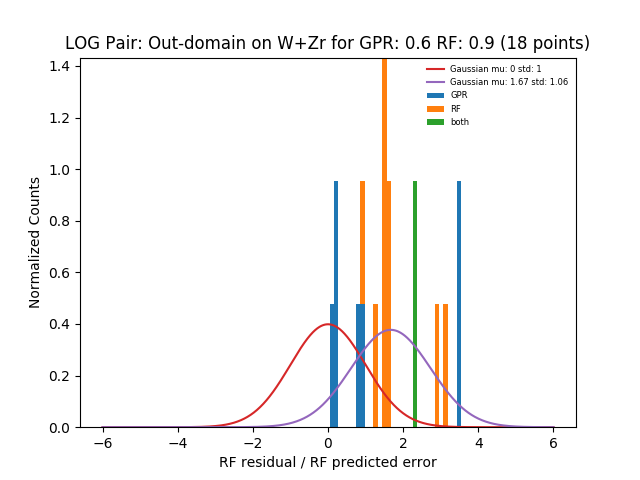 LOG Pair: Out-domain on W+Zr for GPR: 0.6 RF: 0.9 (18 points)
Gaussian mu: 0 std: 1
Gaussian mu: 1.67 std: 1.06
GPR
RF
both
Normalized Counts
1.4
1.2
1.0
0.8
0.6
0.4
0.2
0.0
−6 −4 −2 0 2 4 6
RF residual / RF predicted error